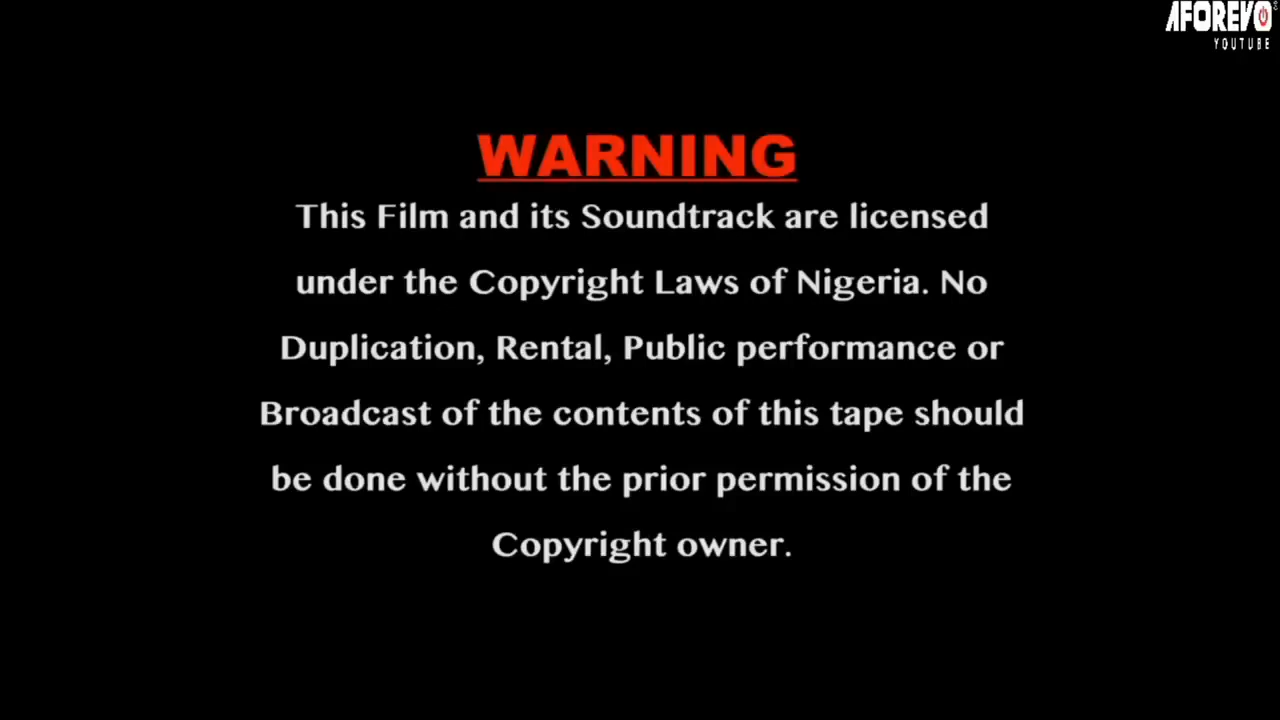 AFOREVO
YOUTUBE
WARNING
This Film and its Soundtrack are licensed
under the Copyright Laws of Nigeria. No
Duplication, Rental, Public performance or
Broadcast of the contents of this tape should
be done without the prior permission of the
Copyright owner.